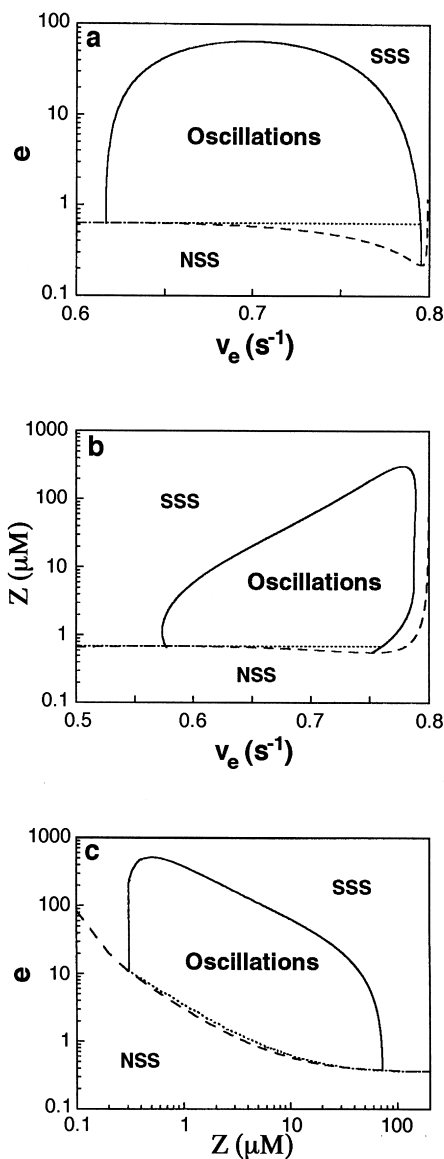 a
SSS
Oscillations
NSS
e
100
10
1
0.1
0.6
0.7
0.8
v_e (s⁻¹)
b
SSS
Oscillations
NSS
Z (μM)
1000
100
10
1
0.1
0.5
0.6
0.7
0.8
v_e (s⁻¹)
c
SSS
Oscillations
NSS
e
1000
100
10
1
0.1
0.1
1
10
100
Z (μM)